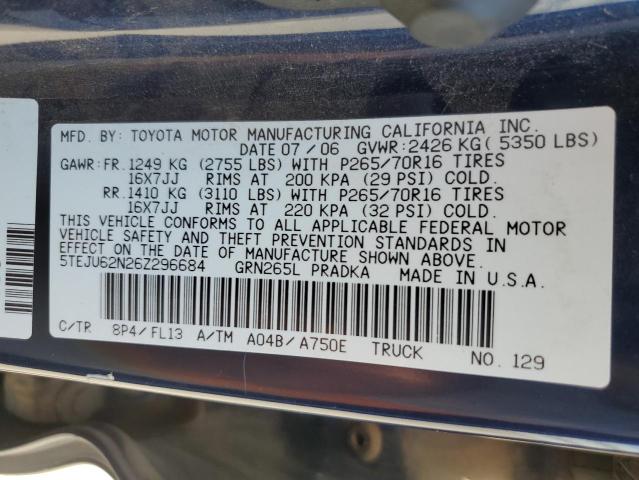 MFD. BY: TOYOTA MOTOR MANUFACTURING CALIFORNIA INC.
DATE 07 / 06 GVWR: 2426 KG( 5350 LBS)
GAWR: FR. 1249 KG (2755 LBS) WITH P265/70R16 TIRES
16X7JJ RIMS AT 200 KPA (29 PSI) COLD.
RR. 1410 KG (3110 LBS) WITH P265/70R16 TIRES
16X7JJ RIMS AT 220 KPA (32 PSI) COLD.
THIS VEHICLE CONFORMS TO ALL APPLICABLE FEDERAL MOTOR
VEHICLE SAFETY AND THEFT PREVENTION STANDARDS IN
EFFECT ON DATE OF MANUFACTURE SHOWN ABOVE.
5TEJU62N26Z296684 GRN265L PRADKA MADE IN U.S.A.
C/TR 8P4/ FL13 A/TM A04B/ A750E TRUCK NO. 129